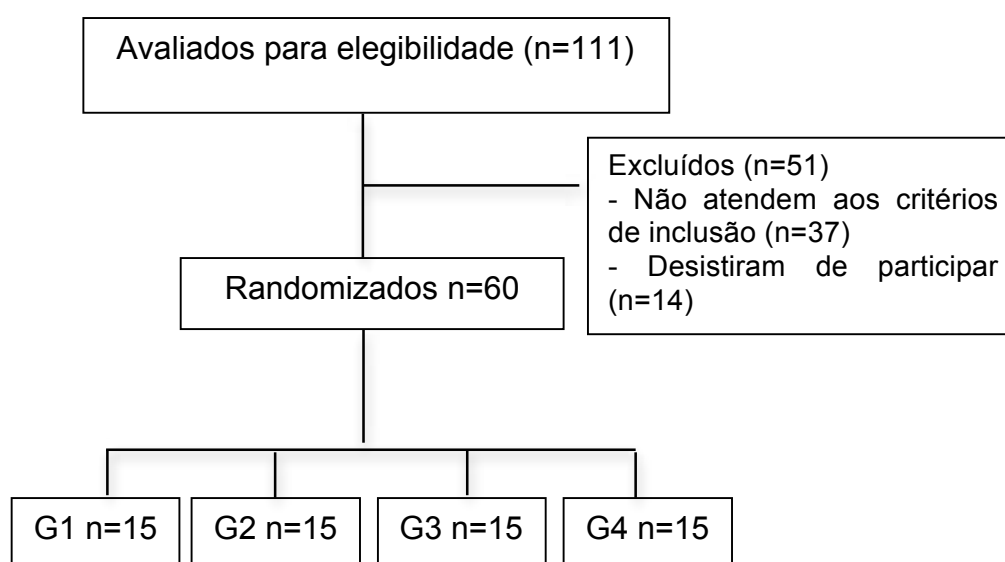 Avaliados para elegibilidade (n=111)
Excluídos (n=51)
- Não atendem aos critérios
de inclusão (n=37)
- Desistiram de participar
(n=14)
Randomizados n=60
G1 n=15
G2 n=15
G3 n=15
G4 n=15